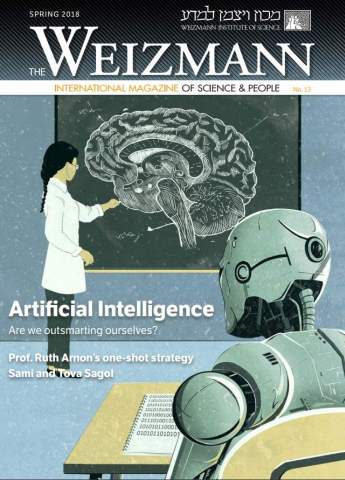 SPRING 2018
מכון ויצמן למדע
WEIZMANN INSTITUTE OF SCIENCE
THE WEIZMANN
INTERNATIONAL MAGAZINE OF SCIENCE & PEOPLE No. 13
Artificial Intelligence
Are we outsmarting ourselves?
Prof. Ruth Arnon's one-shot strategy
Sami and Tova Sagol